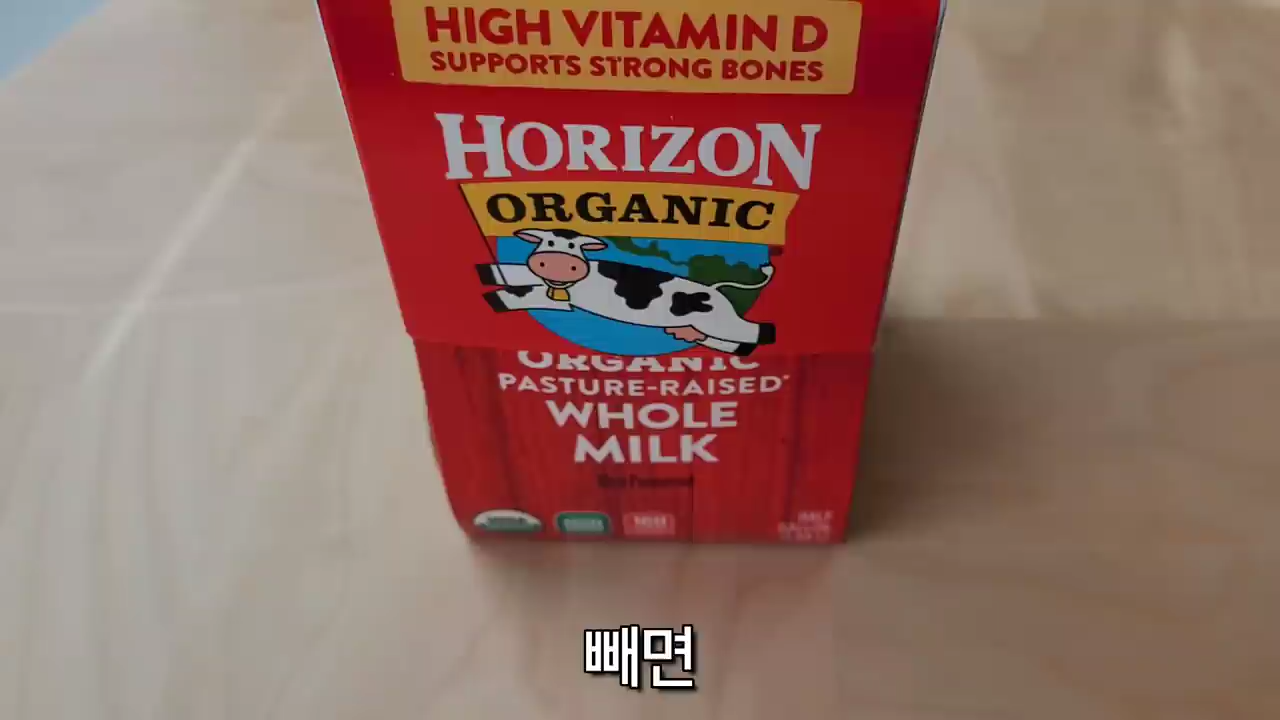 HIGH VITAMIN D
SUPPORTS STRONG BONES
HORIZON
ORGANIC
ORGANIC
PASTURE-RAISED*
WHOLE
MILK
빼면